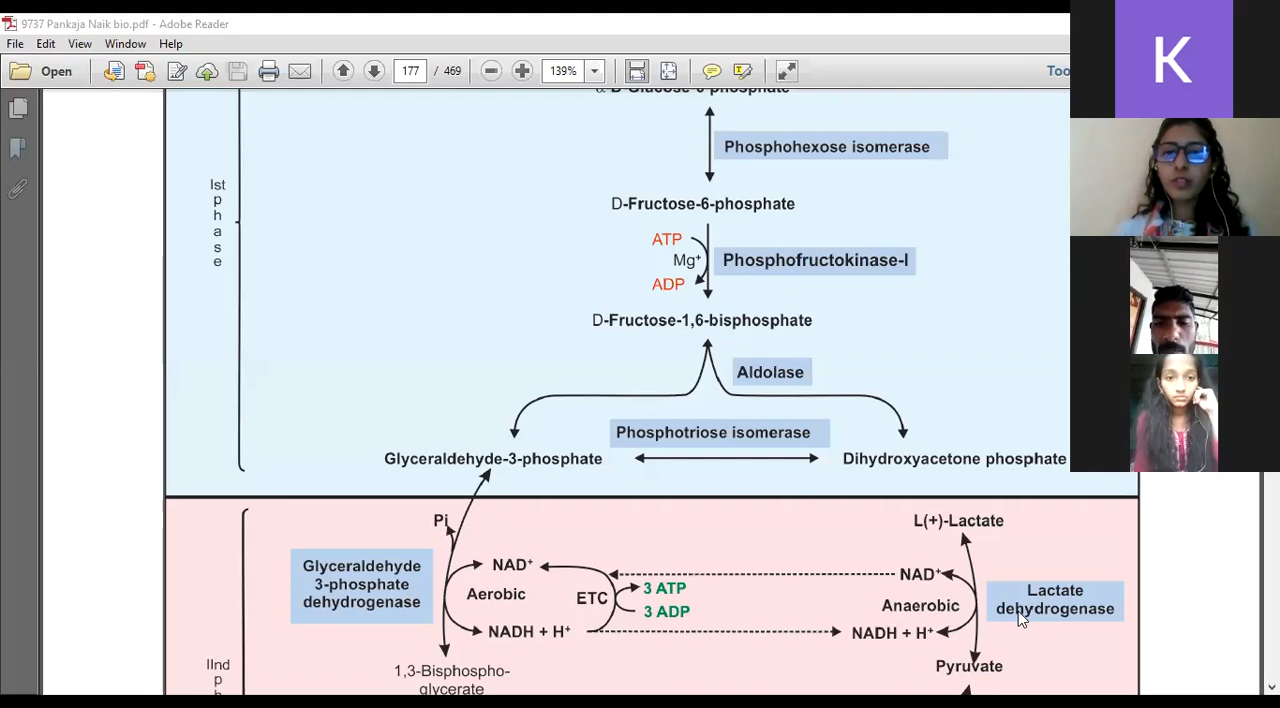 9737 Pankaja Naik bio.pdf - Adobe Reader
File Edit View Window Help
Open 177 / 469 139% Too
α D-Glucose-6-phosphate
Phosphohexose isomerase
Ist
p
h
a
s
e
D-Fructose-6-phosphate
ATP
Mg⁺
ADP
Phosphofructokinase-I
D-Fructose-1,6-bisphosphate
Aldolase
Phosphotriose isomerase
Glyceraldehyde-3-phosphate
Dihydroxyacetone phosphate
Pi
L(+)-Lactate
Glyceraldehyde
3-phosphate
dehydrogenase
NAD⁺
Aerobic
NADH + H⁺
ETC
3 ATP
3 ADP
NAD⁺
Anaerobic
NADH + H⁺
Lactate
dehydrogenase
IInd
p
h
1,3-Bisphospho-
glycerate
Pyruvate
K